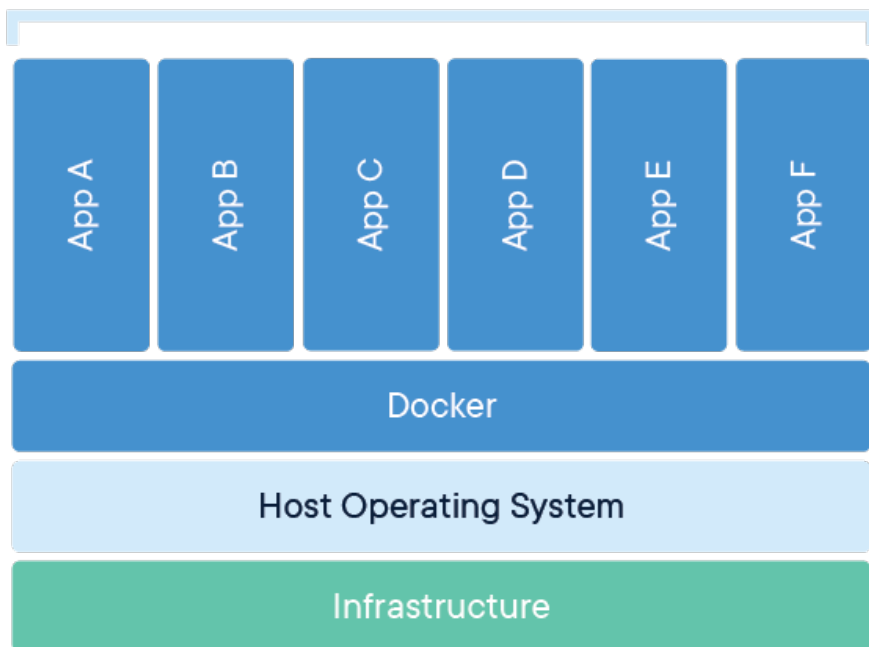 App A
App B
App C
App D
App E
App F
Docker
Host Operating System
Infrastructure